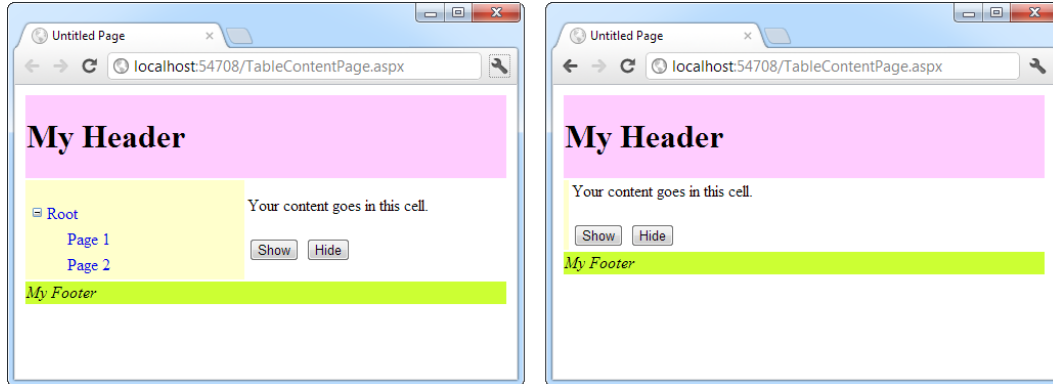 Untitled Page
localhost:54708/TableContentPage.aspx
My Header
Root
Page 1
Page 2
Your content goes in this cell.
Show Hide
My Footer
Untitled Page
localhost:54708/TableContentPage.aspx
My Header
Your content goes in this cell.
Show Hide
My Footer